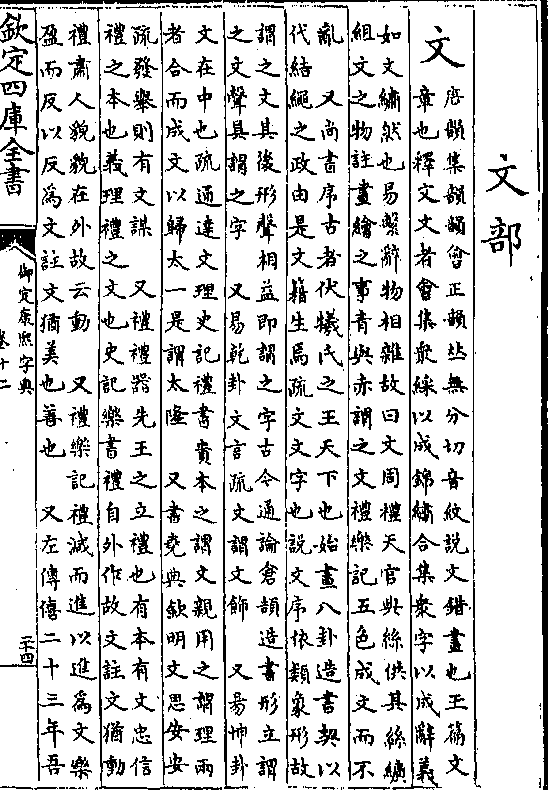 文部
文
唐韻集韻韻會正韻𠀤無分切音紋説文錯畫也玉篇文
章也釋文文者會集衆綵以成錦繡合集衆字以成辭義
如文繡然也易繫辭物相雜故曰文周禮天官典絲供其絲纊
組文之物註畫繪之事青與赤謂之文禮樂記五色成文而不
亂　又尚書序古者伏犧氏之王天下也始畫八卦造書契以
代結繩之政由是文籍生焉疏文文字也説文序依類象形故
謂之文其後形聲相益即謂之字古今通論倉頡造書形立謂
之文聲具謂之字　又易乾卦文言疏文謂文飾　又易坤卦
文在中也疏通達文理史記禮書貴本之謂文親用之謂理兩
者合而成文以歸太一是謂太隆　又書堯典欽明文思安安
疏發舉則有文謀　又禮禮器先王之立禮也有本有文忠信
禮之本也義理禮之文也史記樂書禮自外作故文註文猶動
禮肅人貌貌在外故云動　又禮樂記禮減而進以進爲文樂
盈而反以反爲文註文猶美也善也　又左傳僖二十三年吾
欽定四庫全書
御定康熙字典
卷十二
二十四